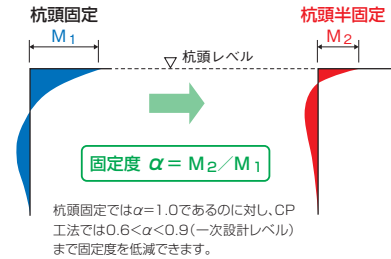 杭頭固定
M1
杭頭半固定
M2
杭頭レベル
固定度 α＝M2／M1
杭頭固定ではα=1.0であるのに対し、CP
工法では0.6<α<0.9(一次設計レベル)
まで固定度を低減できます。